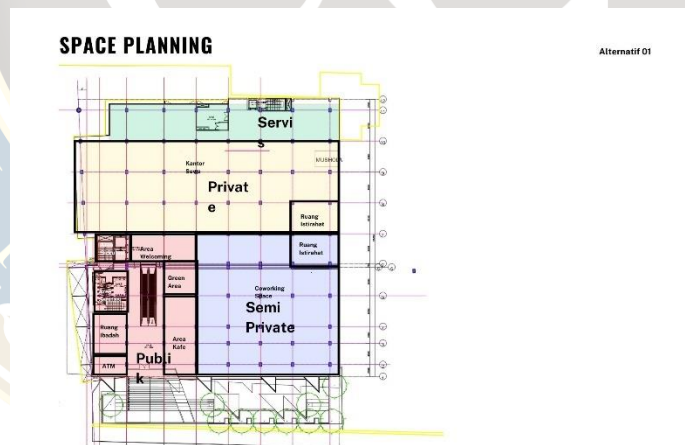 SPACE PLANNING
Alternatif 01
Servi
s
MUSHOLA
Kantor
Sewa
Privat
e
Ruang
Istirahat
Ruang
Istirahat
Area
Welcoming
Green
Area
Coworking
Space
Semi
Private
Ruang
Ibadah
Area
Kafe
Publi
k
ATM